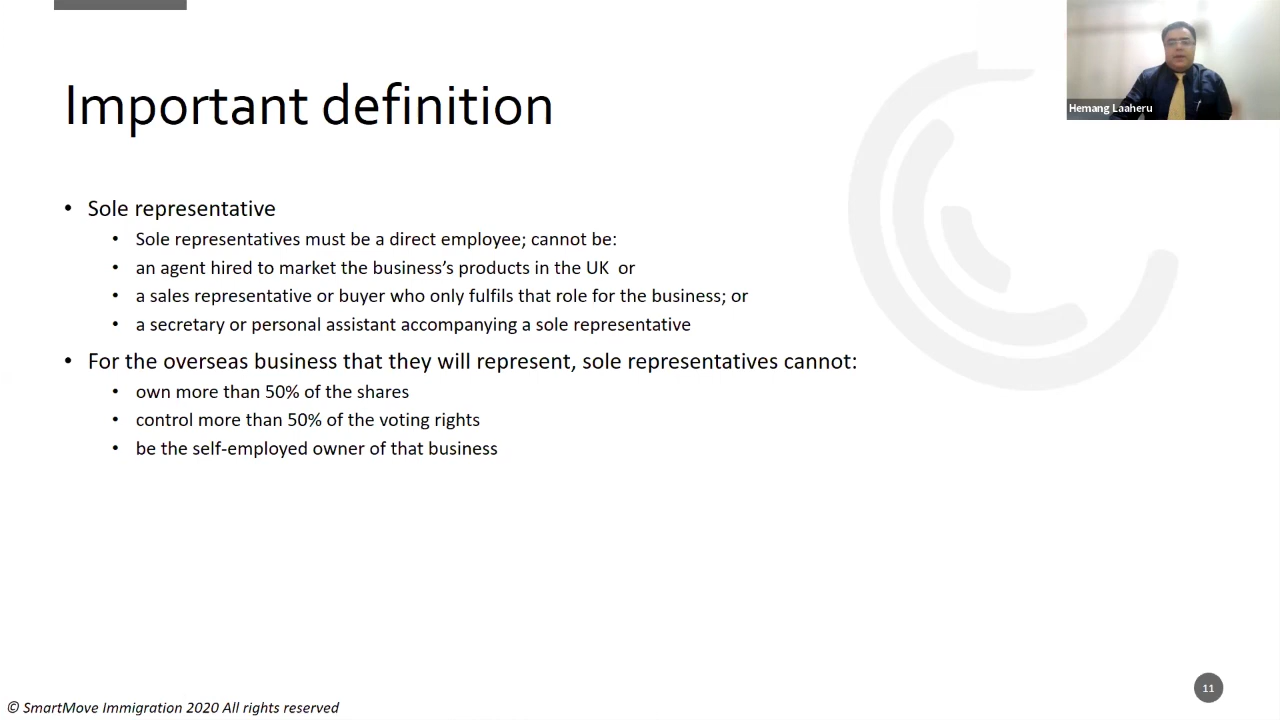 Important definition
Hemang Laaheru
• Sole representative
• Sole representatives must be a direct employee; cannot be:
• an agent hired to market the business’s products in the UK or
• a sales representative or buyer who only fulfils that role for the business; or
• a secretary or personal assistant accompanying a sole representative
• For the overseas business that they will represent, sole representatives cannot:
• own more than 50% of the shares
• control more than 50% of the voting rights
• be the self-employed owner of that business
11
© SmartMove Immigration 2020 All rights reserved